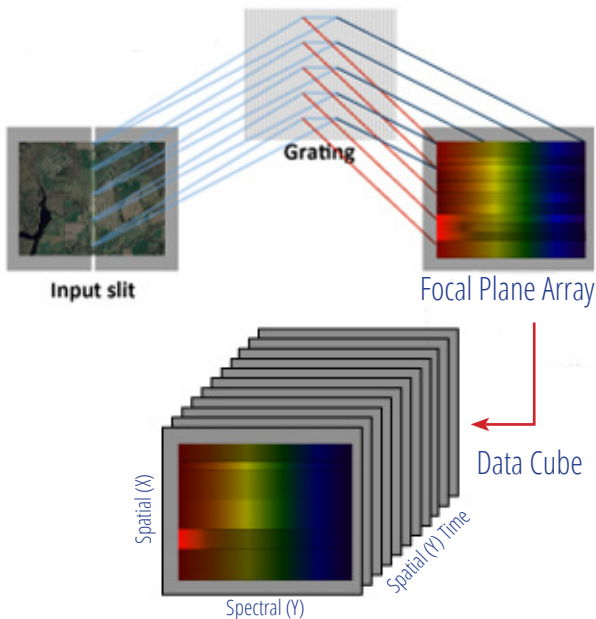 Grating
Input slit
Focal Plane Array
Data Cube
Spatial (X)
Spatial (Y) Time
Spectral (Y)